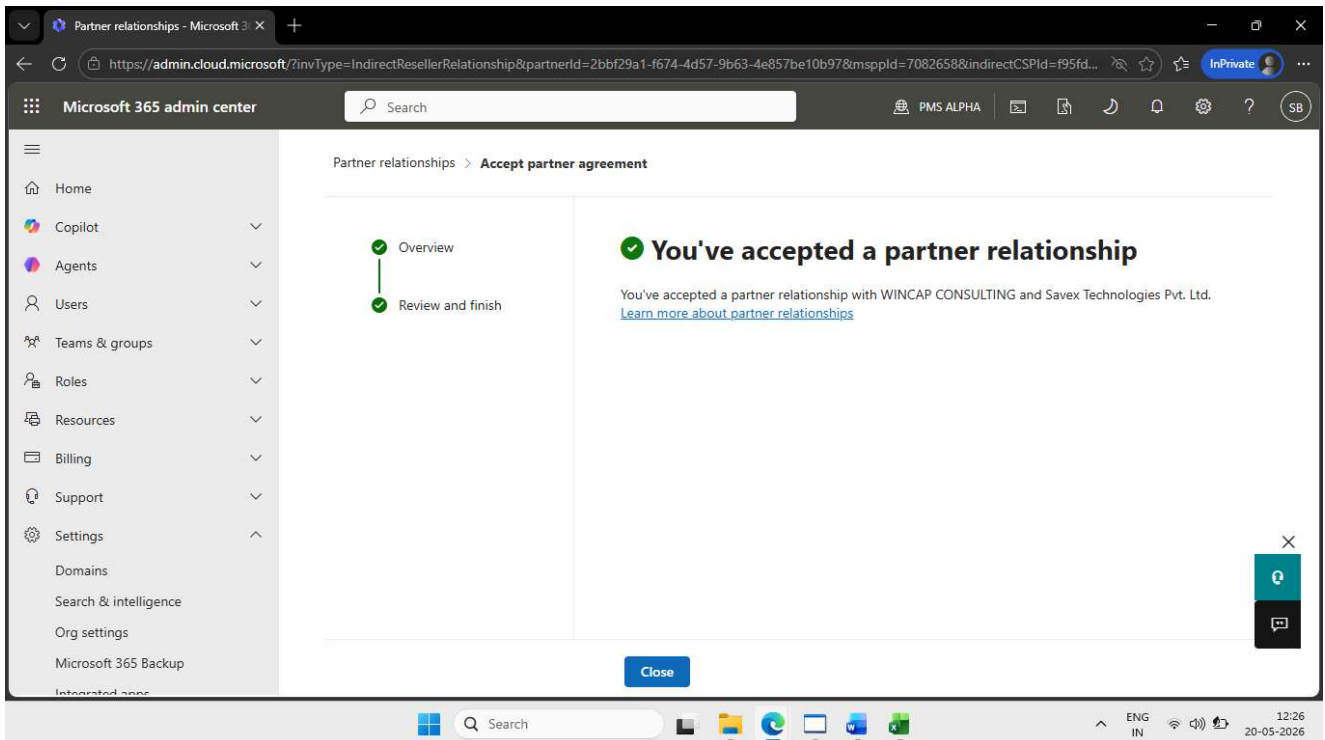 Partner relationships - Microsoft 3
https://admin.cloud.microsoft/?invType=IndirectResellerRelationship&partnerId=2bbf29a1-f674-4d57-9b63-4e857be10b97&msppId=7082658&indirectCSPId=f95fd...
InPrivate
Microsoft 365 admin center
Search
PMS ALPHA
SB
Partner relationships > Accept partner agreement
Home
Copilot
Agents
Users
Teams & groups
Roles
Resources
Billing
Support
Settings
Domains
Search & intelligence
Org settings
Microsoft 365 Backup
Integrated apps
Overview
Review and finish
You've accepted a partner relationship
You've accepted a partner relationship with WINCAP CONSULTING and Savex Technologies Pvt. Ltd.
Learn more about partner relationships
Close
Search
ENG
IN
12:26
20-05-2026